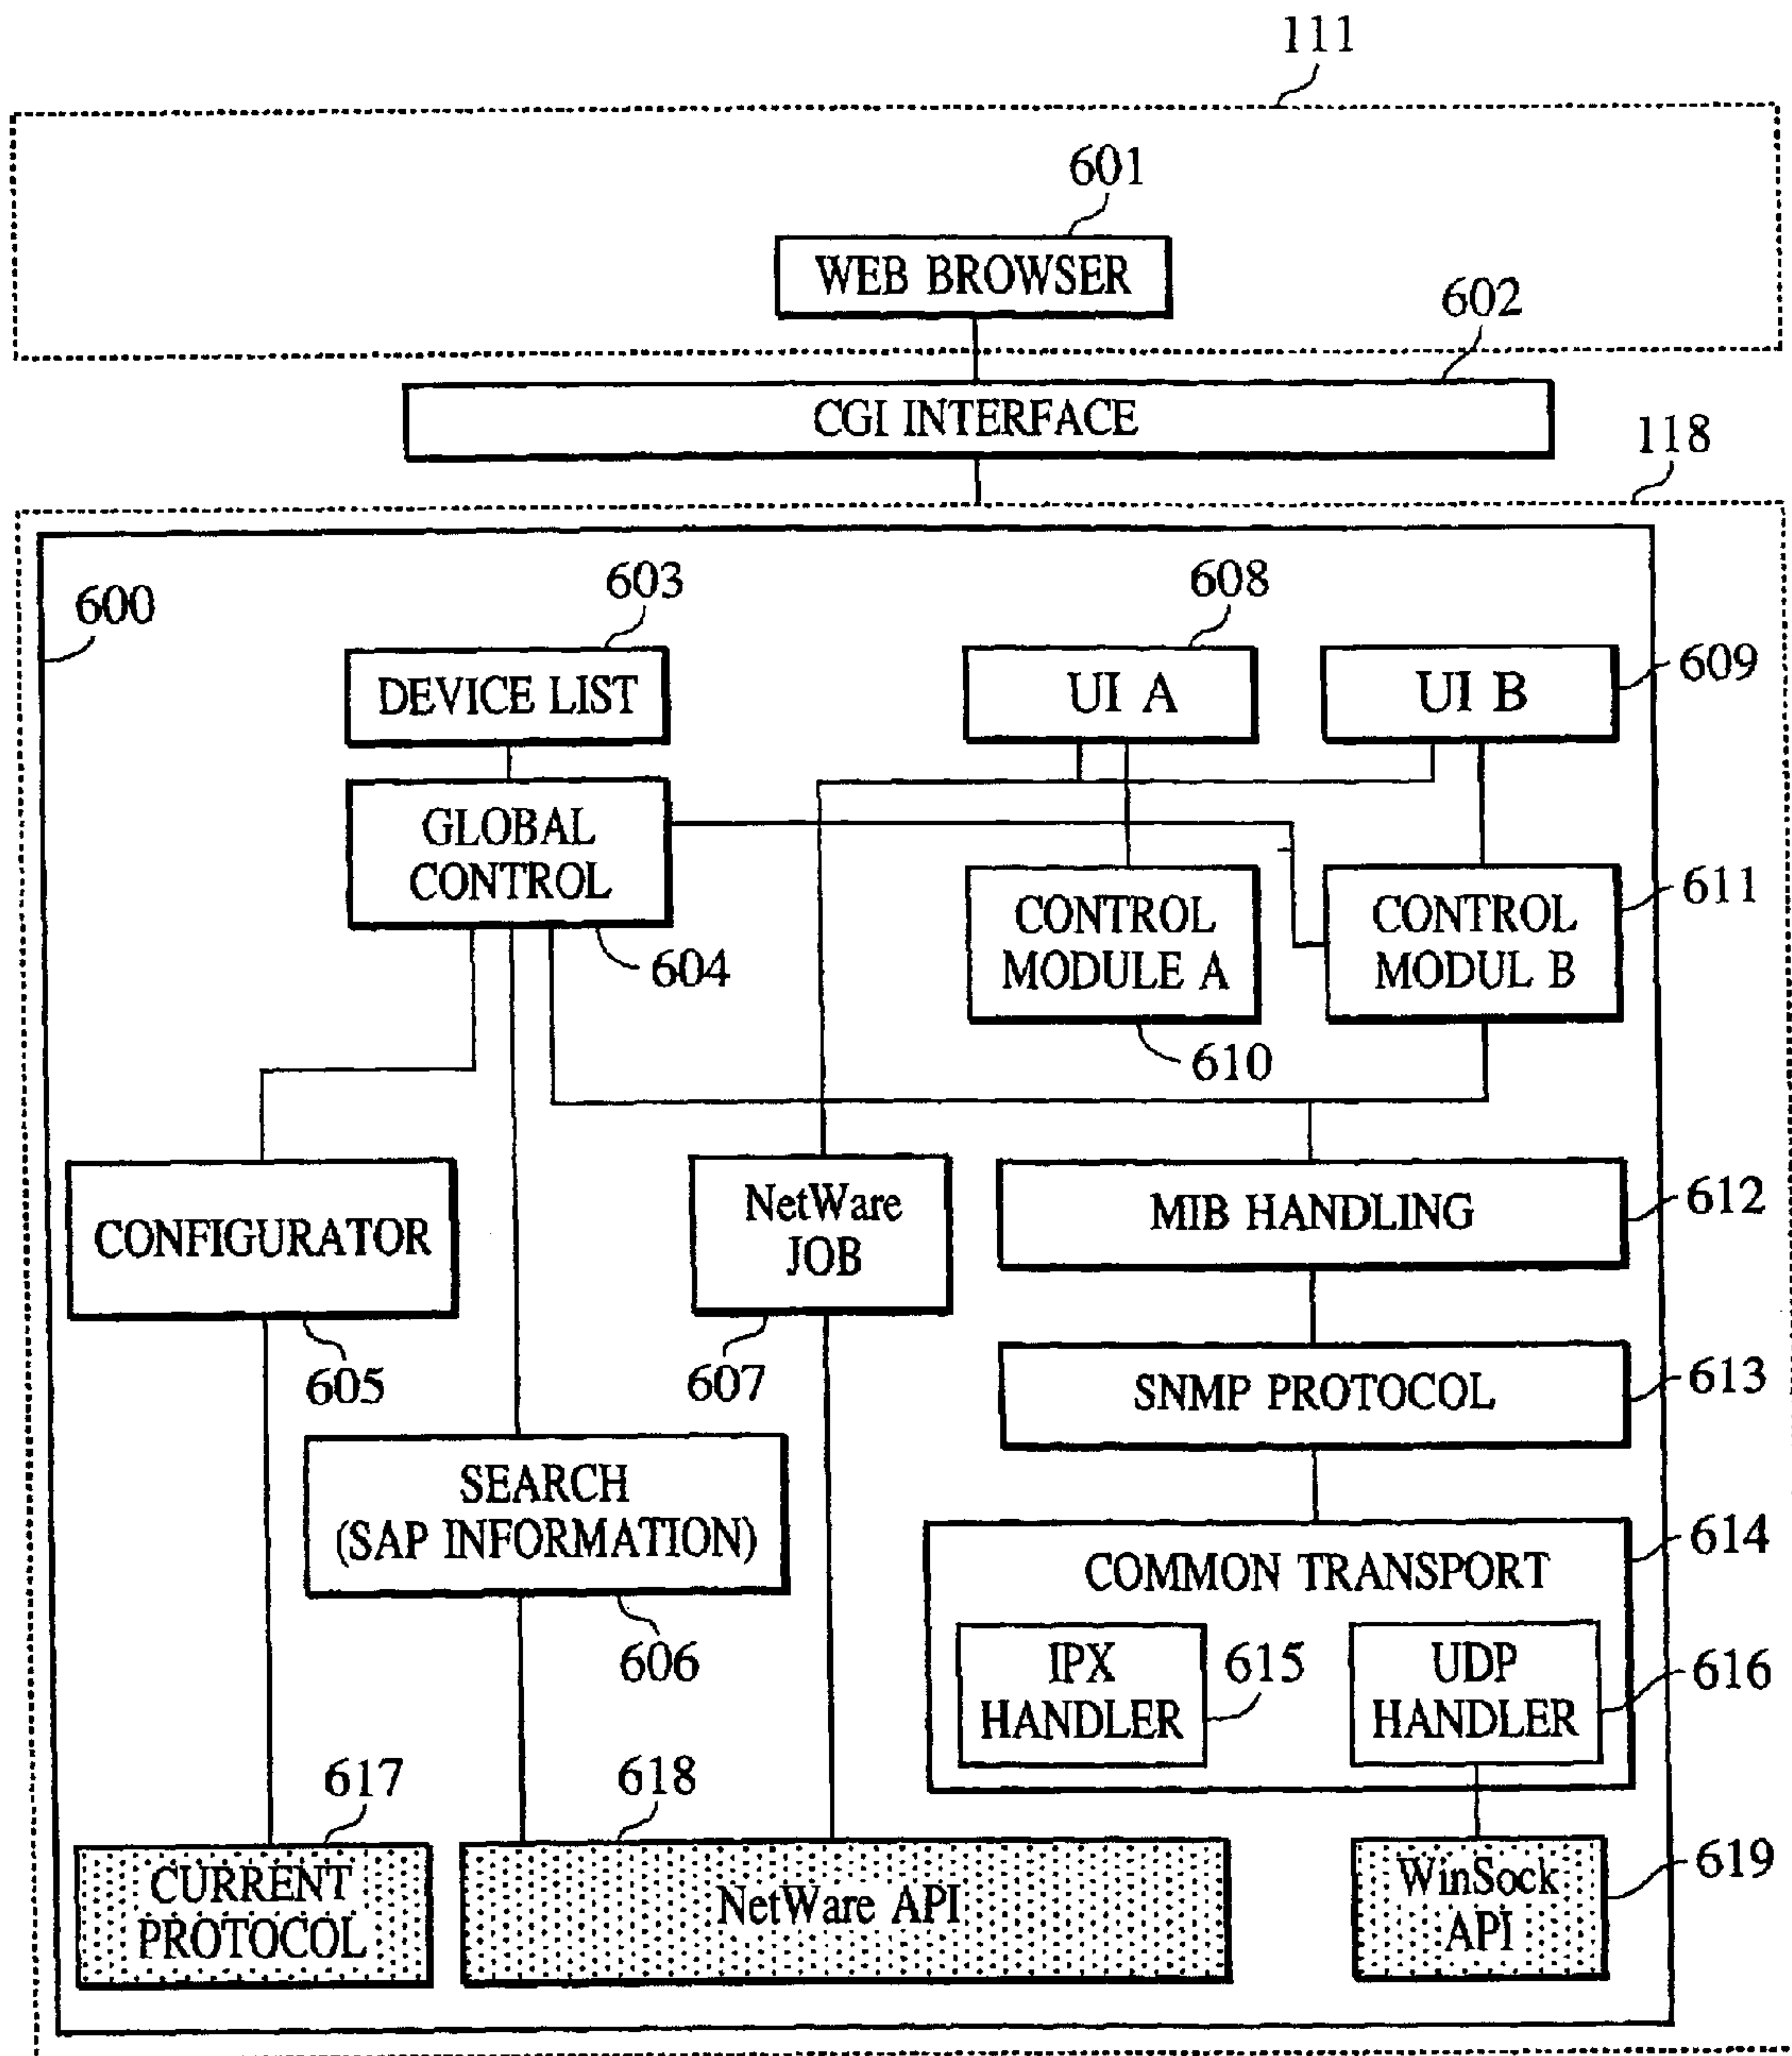 111
601
WEB BROWSER
602
CGI INTERFACE
118
600
603
DEVICE LIST
608
UI A
UI B
609
GLOBAL
CONTROL
604
CONTROL
MODULE A
610
CONTROL
MODUL B
611
CONFIGURATOR
605
NetWare
JOB
607
MIB HANDLING
612
SNMP PROTOCOL
613
SEARCH
(SAP INFORMATION)
606
COMMON TRANSPORT
614
IPX
HANDLER
615
UDP
HANDLER
616
617
CURRENT
PROTOCOL
618
NetWare API
WinSock
API
619